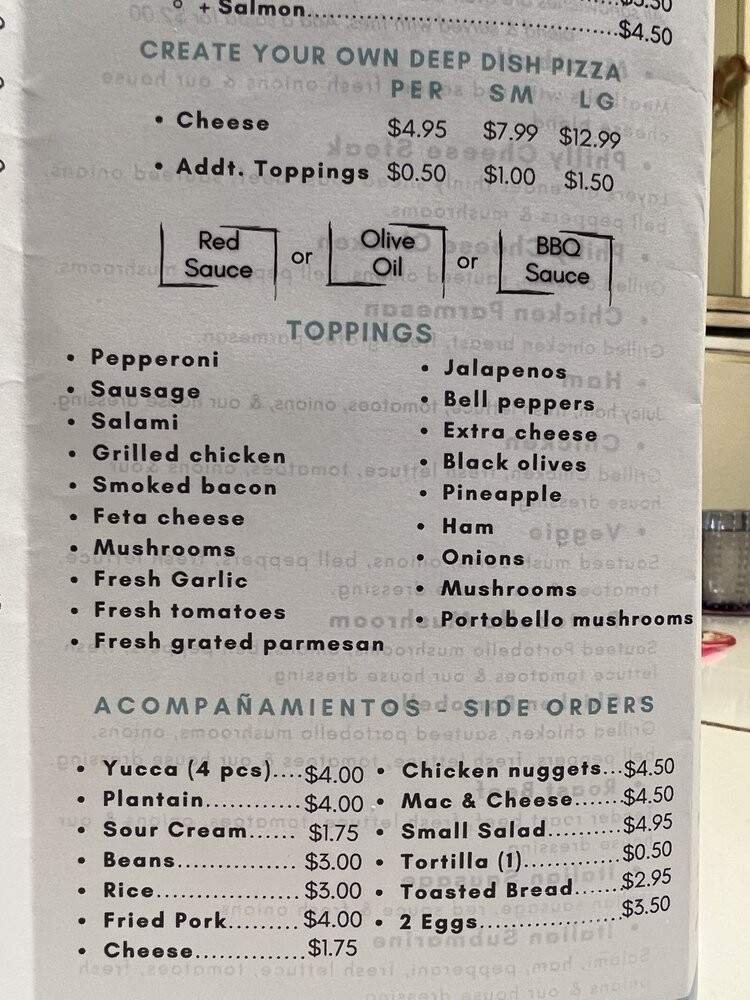 + Salmon..........$4.50
CREATE YOUR OWN DEEP DISH PIZZA
PER SM LG
• Cheese $4.95 $7.99 $12.99
• Addt. Toppings $0.50 $1.00 $1.50
Red Sauce or Olive Oil or BBQ Sauce
TOPPINGS
• Pepperoni
• Sausage
• Salami
• Grilled chicken
• Smoked bacon
• Feta cheese
• Mushrooms
• Fresh Garlic
• Fresh tomatoes
• Fresh grated parmesan
• Jalapenos
• Bell peppers
• Extra cheese
• Black olives
• Pineapple
• Ham
• Onions
• Mushrooms
• Portobello mushrooms
ACOMPAÑAMIENTOS - SIDE ORDERS
• Yucca (4 pcs)....$4.00
• Plantain.............$4.00
• Sour Cream...... $1.75
• Beans................ $3.00
• Rice................... $3.00
• Fried Pork......... $4.00
• Cheese..............$1.75
• Chicken nuggets...$4.50
• Mac & Cheese.......$4.50
• Small Salad..........$4.95
• Tortilla (1).............$0.50
• Toasted Bread......$2.95
• 2 Eggs...................$3.50